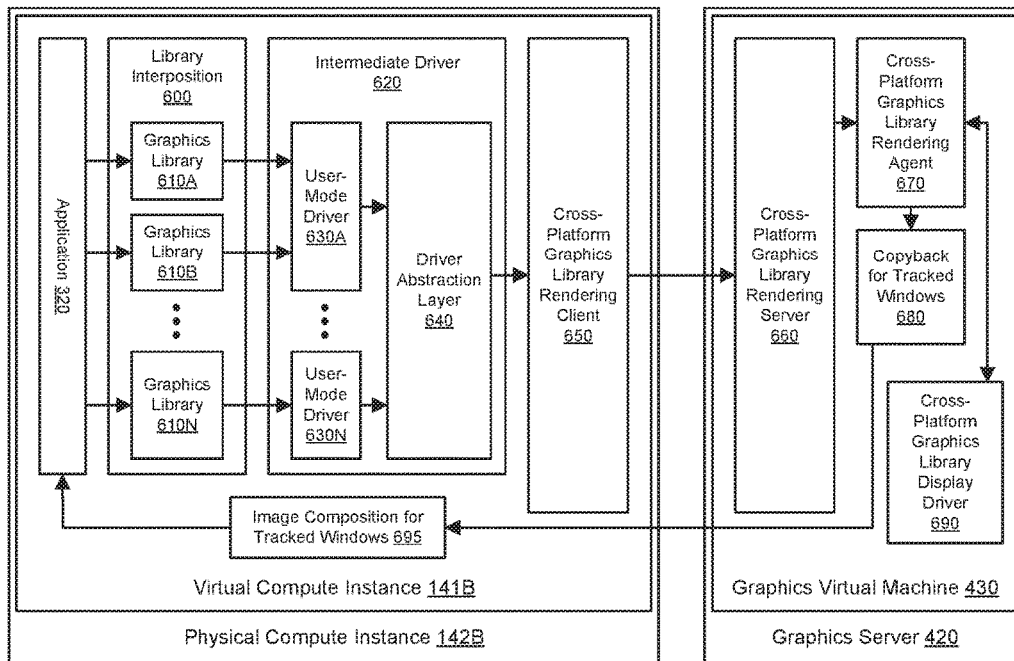 Application 320
Library
Interposition
600
Graphics
Library
610A
Graphics
Library
610B
Graphics
Library
610N
Intermediate Driver
620
User-
Mode
Driver
630A
User-
Mode
Driver
630N
Driver
Abstraction
Layer
640
Cross-
Platform
Graphics
Library
Rendering
Client
650
Image Composition for
Tracked Windows 695
Virtual Compute Instance 141B
Physical Compute Instance 142B
Cross-
Platform
Graphics
Library
Rendering
Server
660
Cross-
Platform
Graphics
Library
Rendering
Agent
670
Copyback
for Tracked
Windows
680
Cross-
Platform
Graphics
Library
Display
Driver
690
Graphics Virtual Machine 430
Graphics Server 420